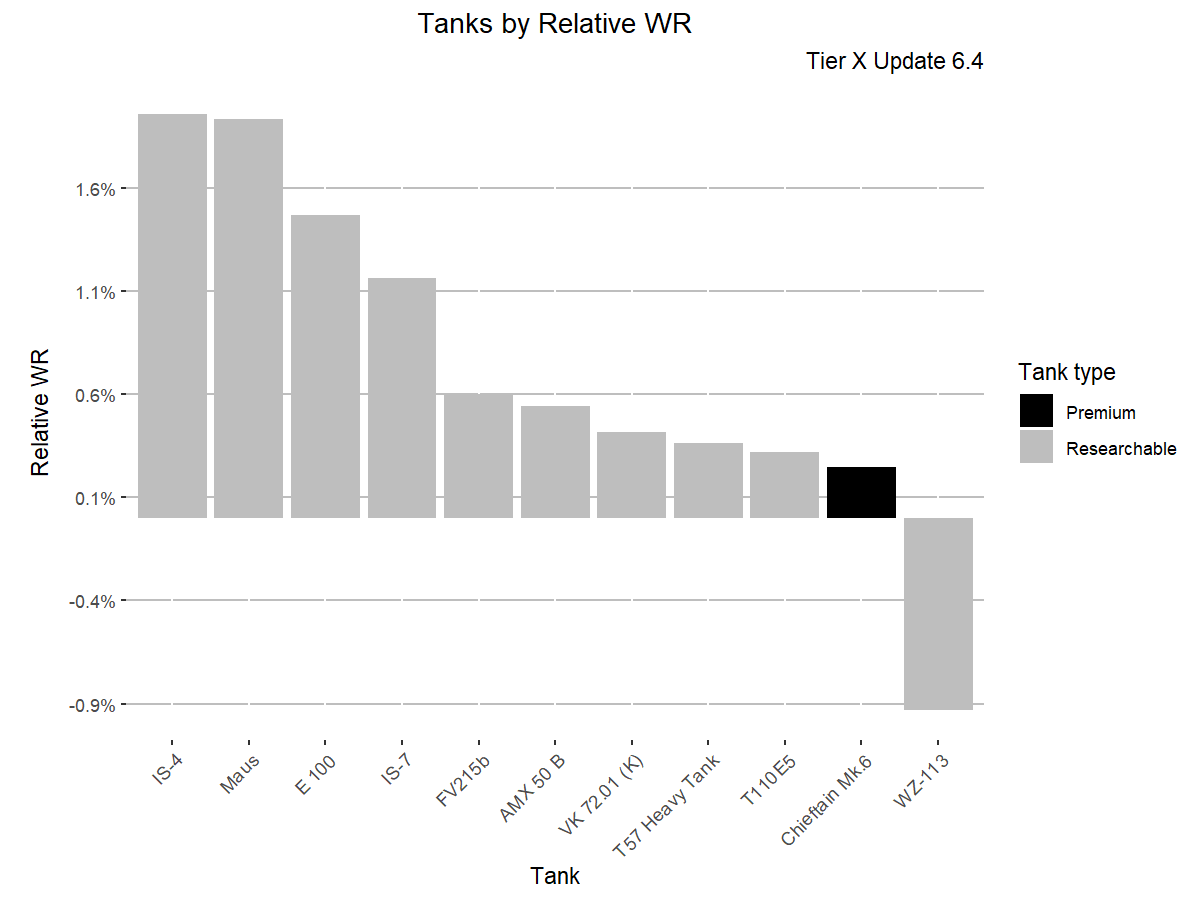 Tanks by Relative WR
Tier X Update 6.4
Relative WR
1.6%
1.1%
0.6%
0.1%
-0.4%
-0.9%
IS-4
Maus
E 100
IS-7
FV215b
AMX 50 B
VK 72.01 (K)
T57 Heavy Tank
T110E5
Chieftain Mk.6
WZ-113
Tank
Tank type
Premium
Researchable